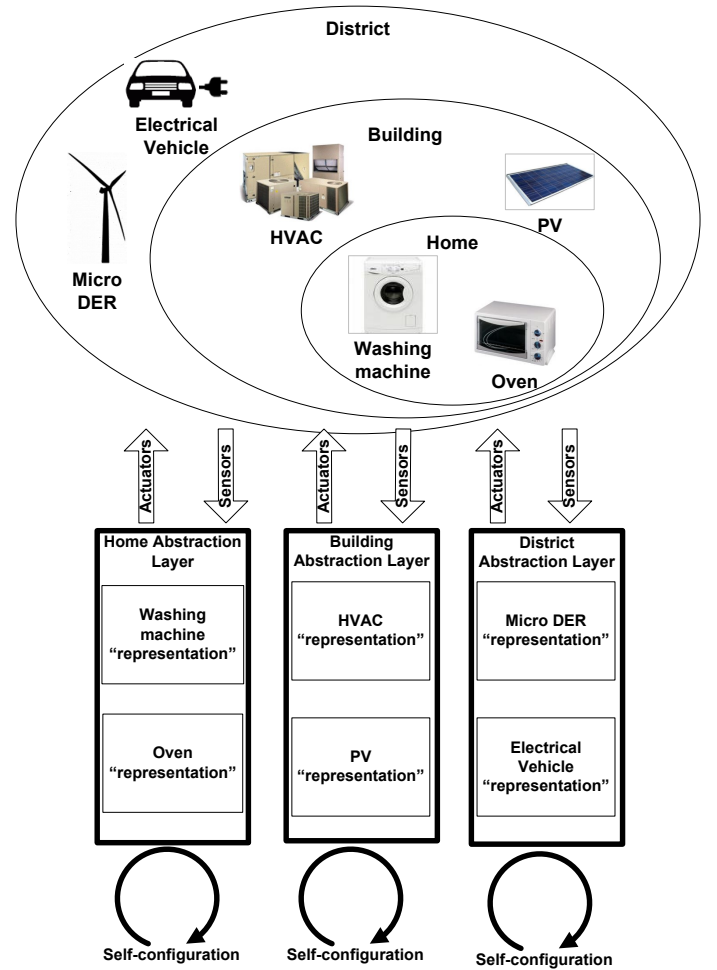 District
Electrical
Vehicle
Building
HVAC
PV
Home
Micro
DER
Washing
machine
Oven
Actuators
Sensors
Actuators
Sensors
Actuators
Sensors
Home Abstraction
Layer
Washing
machine
“representation”
Oven
“representation”
Building
Abstraction Layer
HVAC
“representation”
PV
“representation”
District
Abstraction Layer
Micro DER
“representation”
Electrical
Vehicle
“representation”
Self-configuration
Self-configuration
Self-configuration